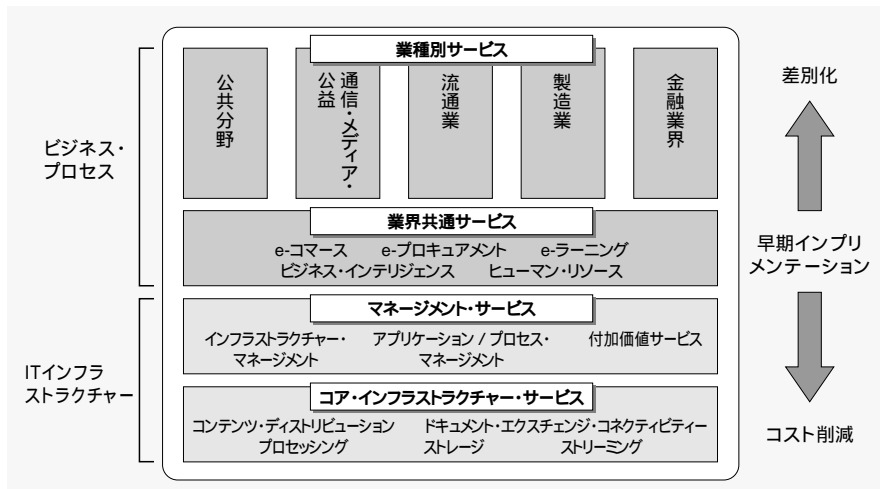 業種別サービス
公共分野
通信・メディア・
公益
流通業
製造業
金融業界
ビジネス・
プロセス
業界共通サービス
e-コマース e-プロキュアメント e-ラーニング
ビジネス・インテリジェンス ヒューマン・リソース
マネージメント・サービス
インフラストラクチャー・
マネージメント
アプリケーション / プロセス・
マネージメント
付加価値サービス
ITインフラ
ストラクチャー
コア・インフラストラクチャー・サービス
コンテンツ・ディストリビューション ドキュメント・エクスチェンジ・コネクティビティー
プロセッシング ストレージ ストリーミング
差別化
早期インプリ
メンテーション
コスト削減